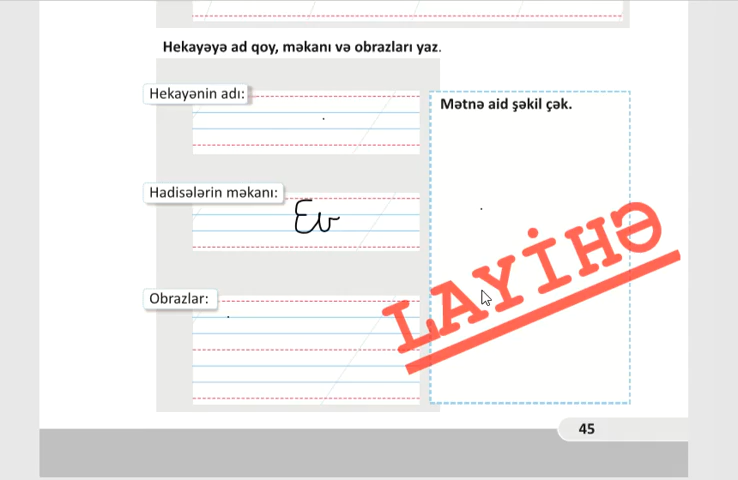 Hekayəyə ad qoy, məkanı və obrazları yaz.
Hekayənin adı:
Mətnə aid şəkil çək.
Hadisələrin məkanı:
Ev
LAYİHƏ
Obrazlar:
45